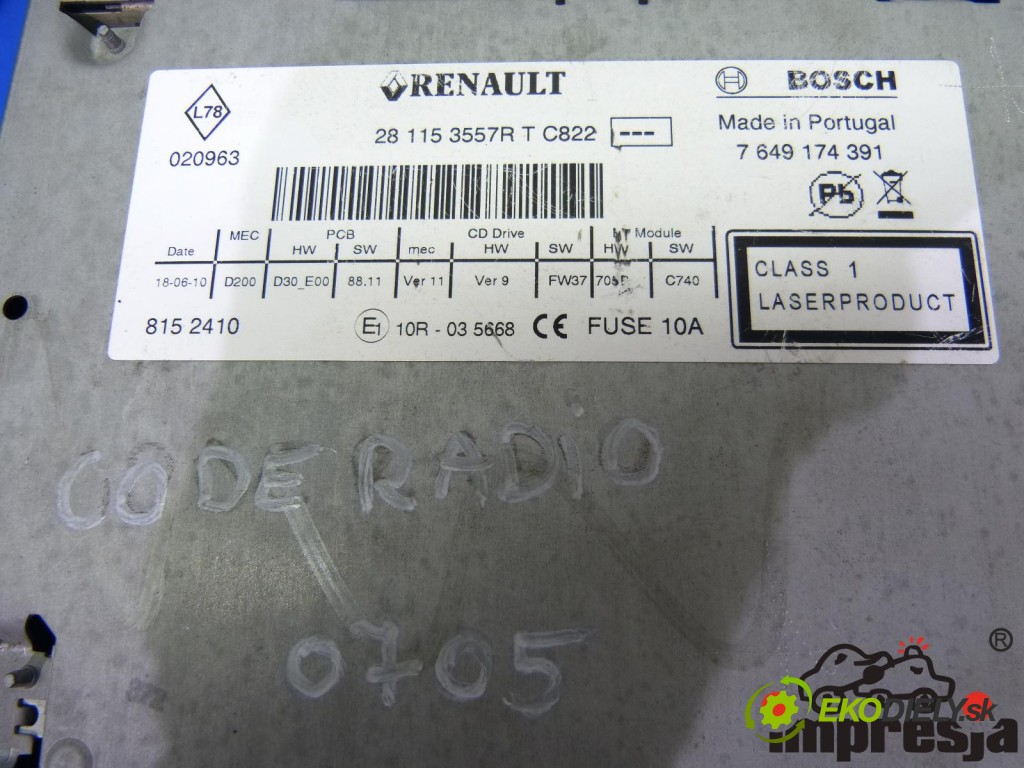 RENAULT
BOSCH
L78
28 115 3557R T C822 ---
Made in Portugal
020963
7 649 174 391
Pb
MEC PCB CD Drive Module
Date HW SW mec HW SW HW SW
18-06-10 D200 D30_E00 88.11 Ver 11 Ver 9 FW37 C740
CLASS 1
LASERPRODUCT
815 2410
E1 10R - 03 5668 CE FUSE 10A
CODE RADIO
0705
®
EKODIELY.sk
impresja